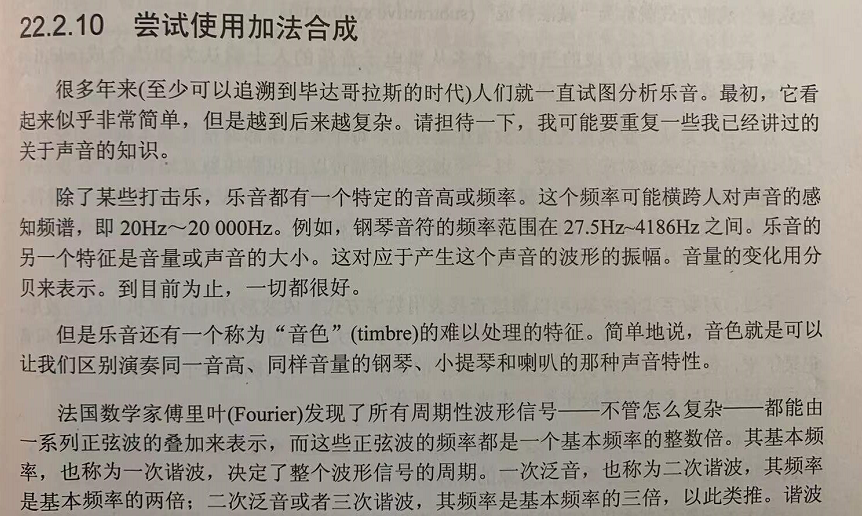 22.2.10 尝试使用加法合成
很多年来(至少可以追溯到毕达哥拉斯的时代)人们就一直试图分析乐音。最初，它看
起来似乎非常简单，但是越到后来越复杂。请担待一下，我可能要重复一些我已经讲过的
关于声音的知识。
除了某些打击乐，乐音都有一个特定的音高或频率。这个频率可能横跨人对声音的感
知频谱，即 20Hz～20 000Hz。例如，钢琴音符的频率范围在 27.5Hz~4186Hz 之间。乐音的
另一个特征是音量或声音的大小。这对应于产生这个声音的波形的振幅。音量的变化用分
贝来表示。到目前为止，一切都很好。
但是乐音还有一个称为“音色”(timbre)的难以处理的特征。简单地说，音色就是可以
让我们区别演奏同一音高、同样音量的钢琴、小提琴和喇叭的那种声音特性。
法国数学家傅里叶(Fourier)发现了所有周期性波形信号——不管怎么复杂——都能由
一系列正弦波的叠加来表示，而这些正弦波的频率都是一个基本频率的整数倍。其基本频
率，也称为一次谐波，决定了整个波形信号的周期。一次泛音，也称为二次谐波，其频率
是基本频率的两倍；二次泛音或者三次谐波，其频率是基本频率的三倍，以此类推。谐波